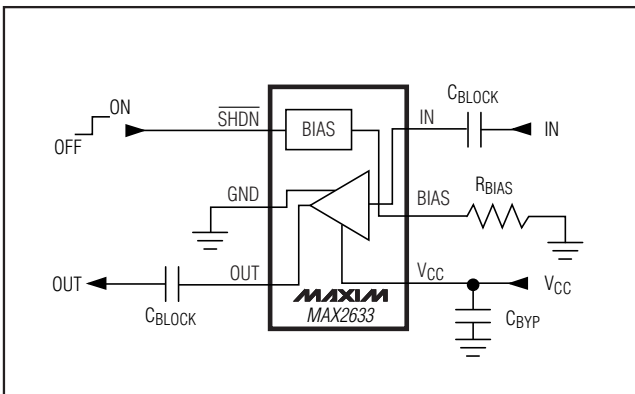 ON
OFF
SHDN
BIAS
IN
CBLOCK
IN
GND
BIAS
RBIAS
OUT
OUT
VCC
VCC
CBLOCK
MAXIM
MAX2633
CBYP